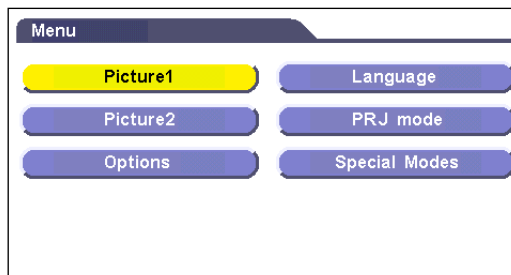 Menu
Picture1
Language
Picture2
PRJ mode
Options
Special Modes